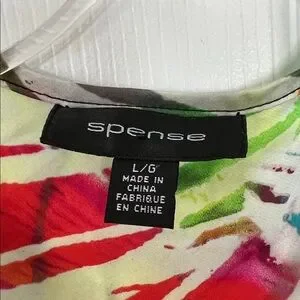 spense
L/G
MADE IN
CHINA
FABRIQUE
EN CHINE